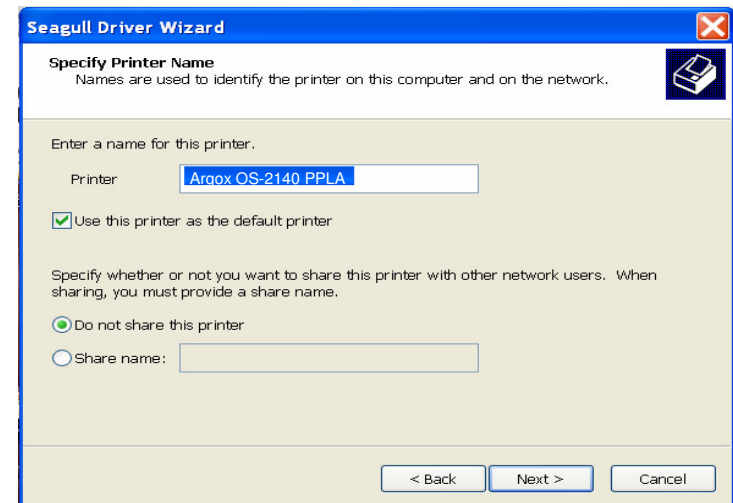 Seagull Driver Wizard
Specify Printer Name
Names are used to identify the printer on this computer and on the network.
Enter a name for this printer.
Printer Argox OS-2140 PPLA
Use this printer as the default printer
Specify whether or not you want to share this printer with other network users. When
sharing, you must provide a share name.
Do not share this printer
Share name:
< Back Next > Cancel